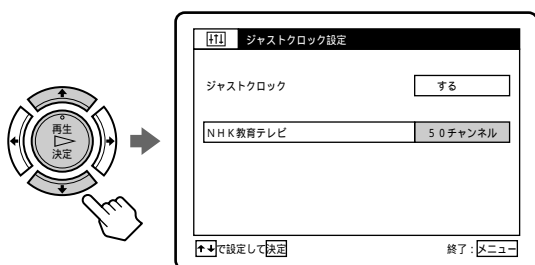 ジャストクロック設定
ジャストクロック
する
NHK教育テレビ
50チャンネル
再生
決定
↑↓で設定して決定
終了:メニュー